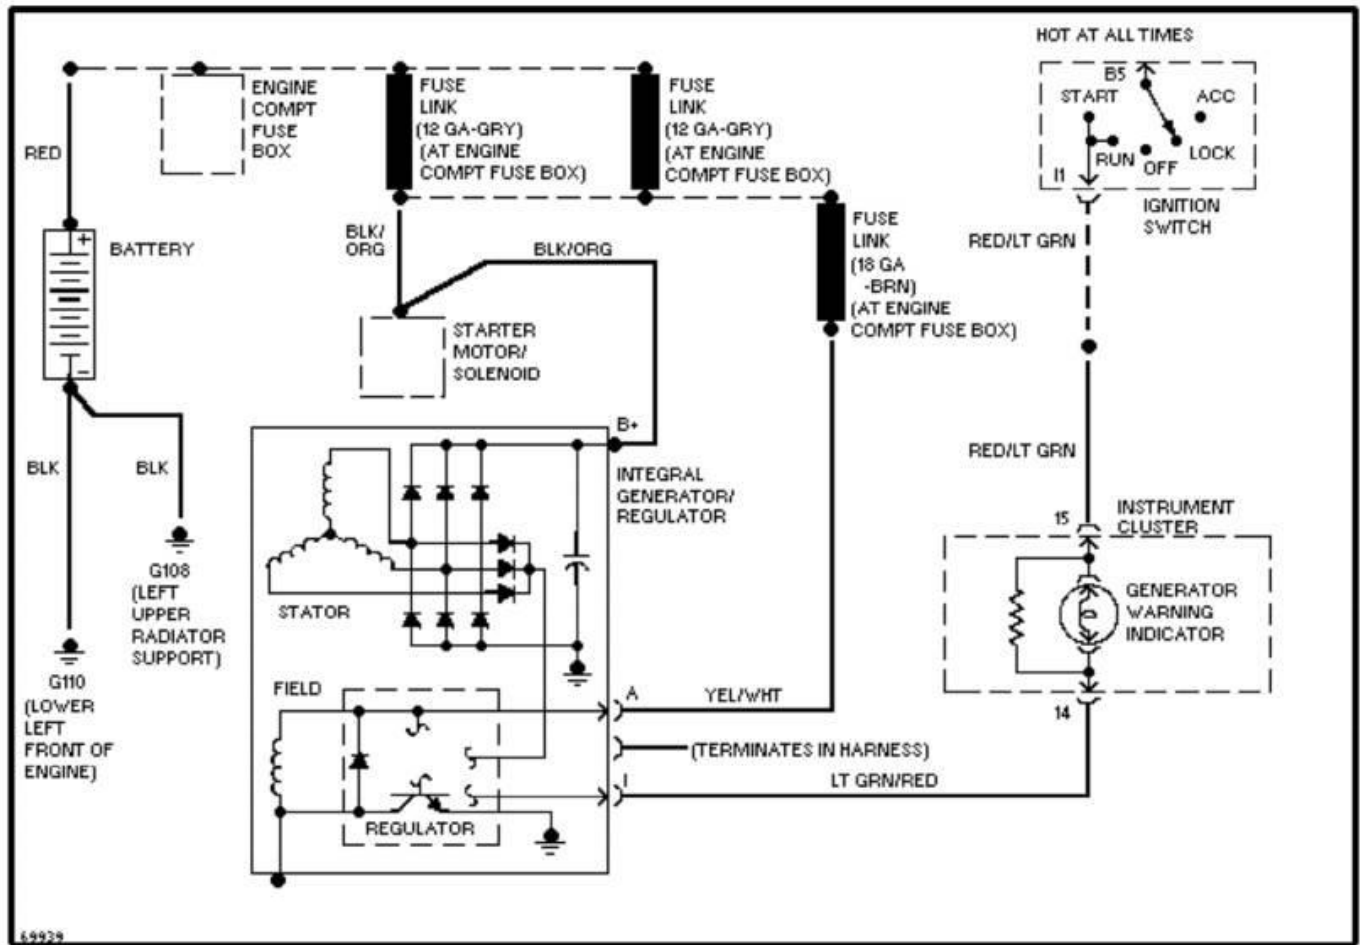 HOT AT ALL TIMES
B5
START
ACC
RUN
OFF
LOCK
I1
IGNITION
SWITCH
ENGINE
COMPT
FUSE
BOX
FUSE
LINK
(12 GA-GRY)
(AT ENGINE
COMPT FUSE BOX)
FUSE
LINK
(12 GA-GRY)
(AT ENGINE
COMPT FUSE BOX)
RED
BATTERY
+
-
BLK/
ORG
BLK/ORG
FUSE
LINK
(18 GA
-BRN)
(AT ENGINE
COMPT FUSE BOX)
RED/LT GRN
STARTER
MOTOR/
SOLENOID
B+
INTEGRAL
GENERATOR/
REGULATOR
RED/LT GRN
BLK
BLK
15
INSTRUMENT
CLUSTER
G108
(LEFT
UPPER
RADIATOR
SUPPORT)
STATOR
GENERATOR
WARNING
INDICATOR
G110
(LOWER
LEFT
FRONT OF
ENGINE)
FIELD
A
YEL/WHT
14
(TERMINATES IN HARNESS)
I
LT GRN/RED
REGULATOR
69939